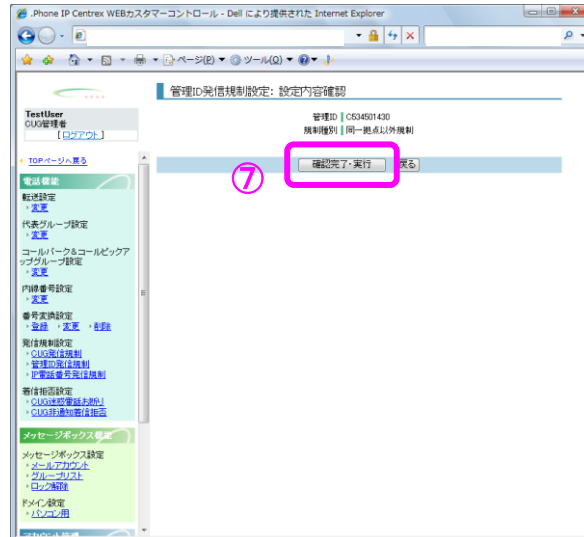 .Phone IP Centrex WEBカスタマーコントロール - Dell により提供された Internet Explorer
ページ(P) ツール(O)
管理ID発信規制設定: 設定内容確認
TestUser
CUG管理者
[ログアウト]
管理ID C534501430
規制種別 同一拠点以外規制
TOPページへ戻る
⑦
確認完了・実行 戻る
電話機能
転送設定
変更
代表グループ設定
変更
コールパーク&コールピックア
ップグループ設定
変更
内線番号設定
変更
番号変換設定
登録 変更 削除
発信規制設定
CUG発信規制
管理ID発信規制
IP電話番号発信規制
着信拒否設定
CUG迷惑電話お断り
CUG非通知着信拒否
メッセージボックス機能
メッセージボックス設定
メールアカウント
グループリスト
ロック解除
ドメイン設定
パソコン用